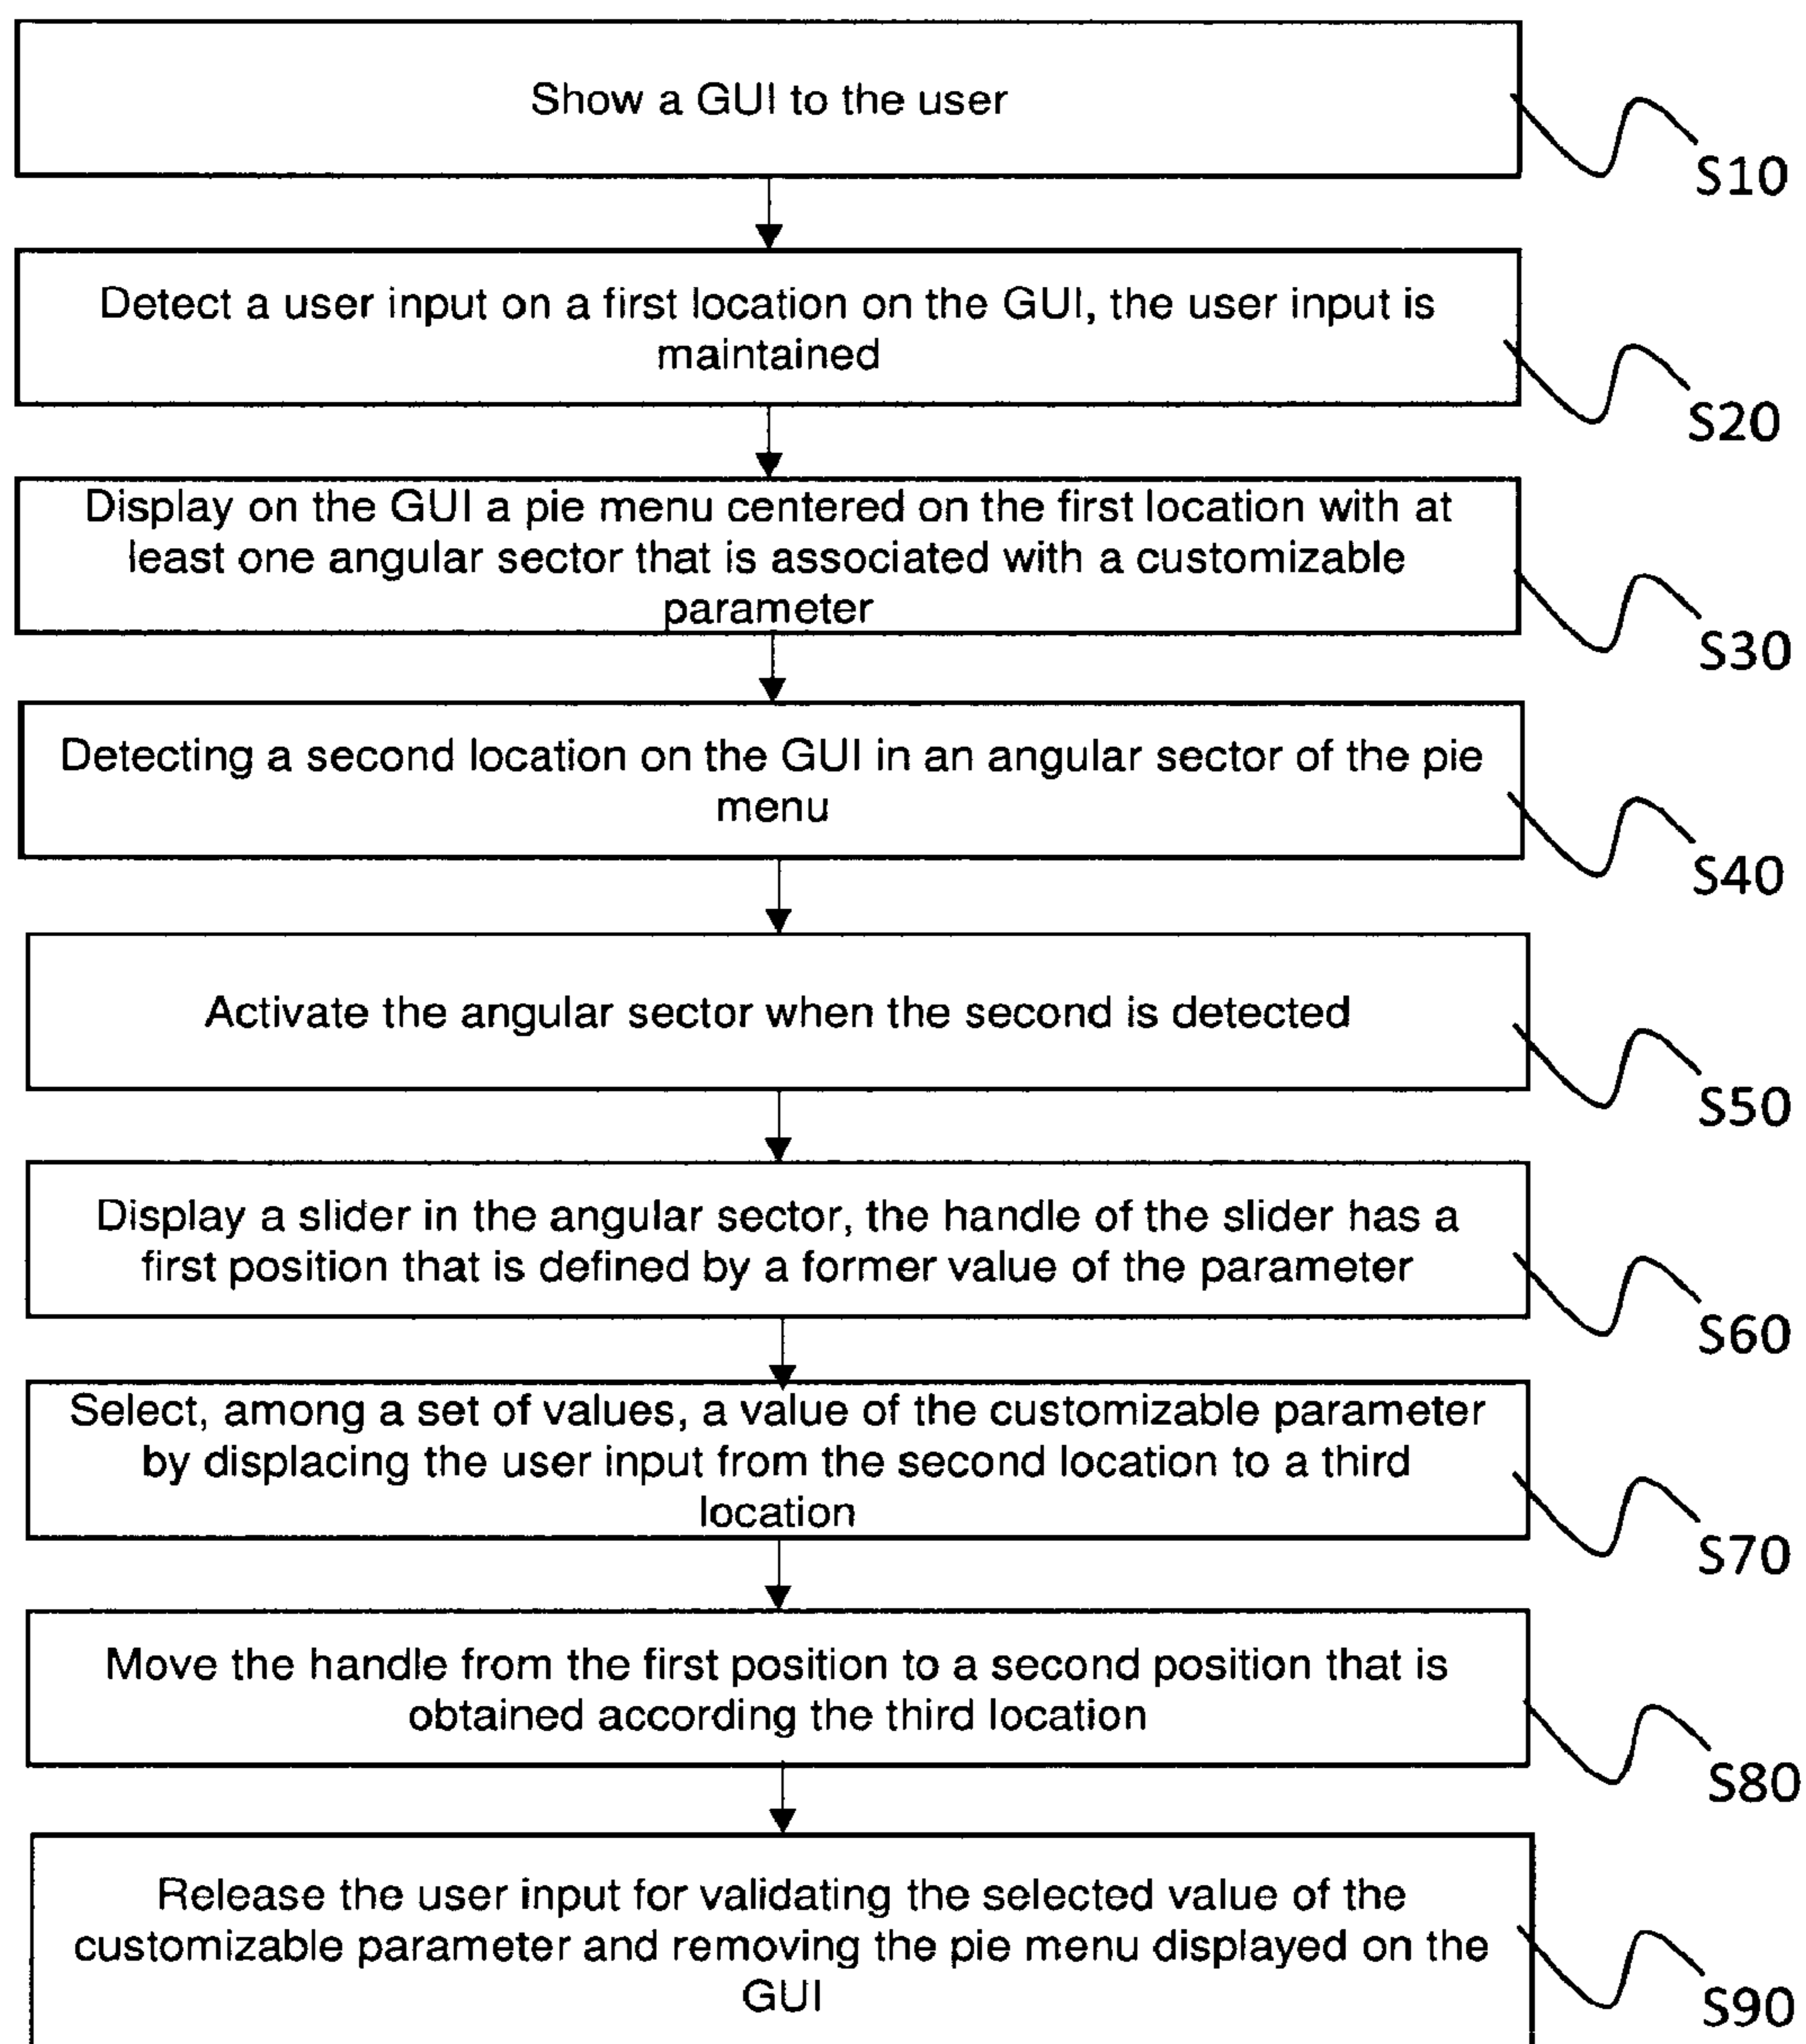 Show a GUI to the user
S10
Detect a user input on a first location on the GUI, the user input is
maintained
S20
Display on the GUI a pie menu centered on the first location with at
least one angular sector that is associated with a customizable
parameter
S30
Detecting a second location on the GUI in an angular sector of the pie
menu
S40
Activate the angular sector when the second is detected
S50
Display a slider in the angular sector, the handle of the slider has a
first position that is defined by a former value of the parameter
S60
Select, among a set of values, a value of the customizable parameter
by displacing the user input from the second location to a third
location
S70
Move the handle from the first position to a second position that is
obtained according the third location
S80
Release the user input for validating the selected value of the
customizable parameter and removing the pie menu displayed on the
GUI
S90